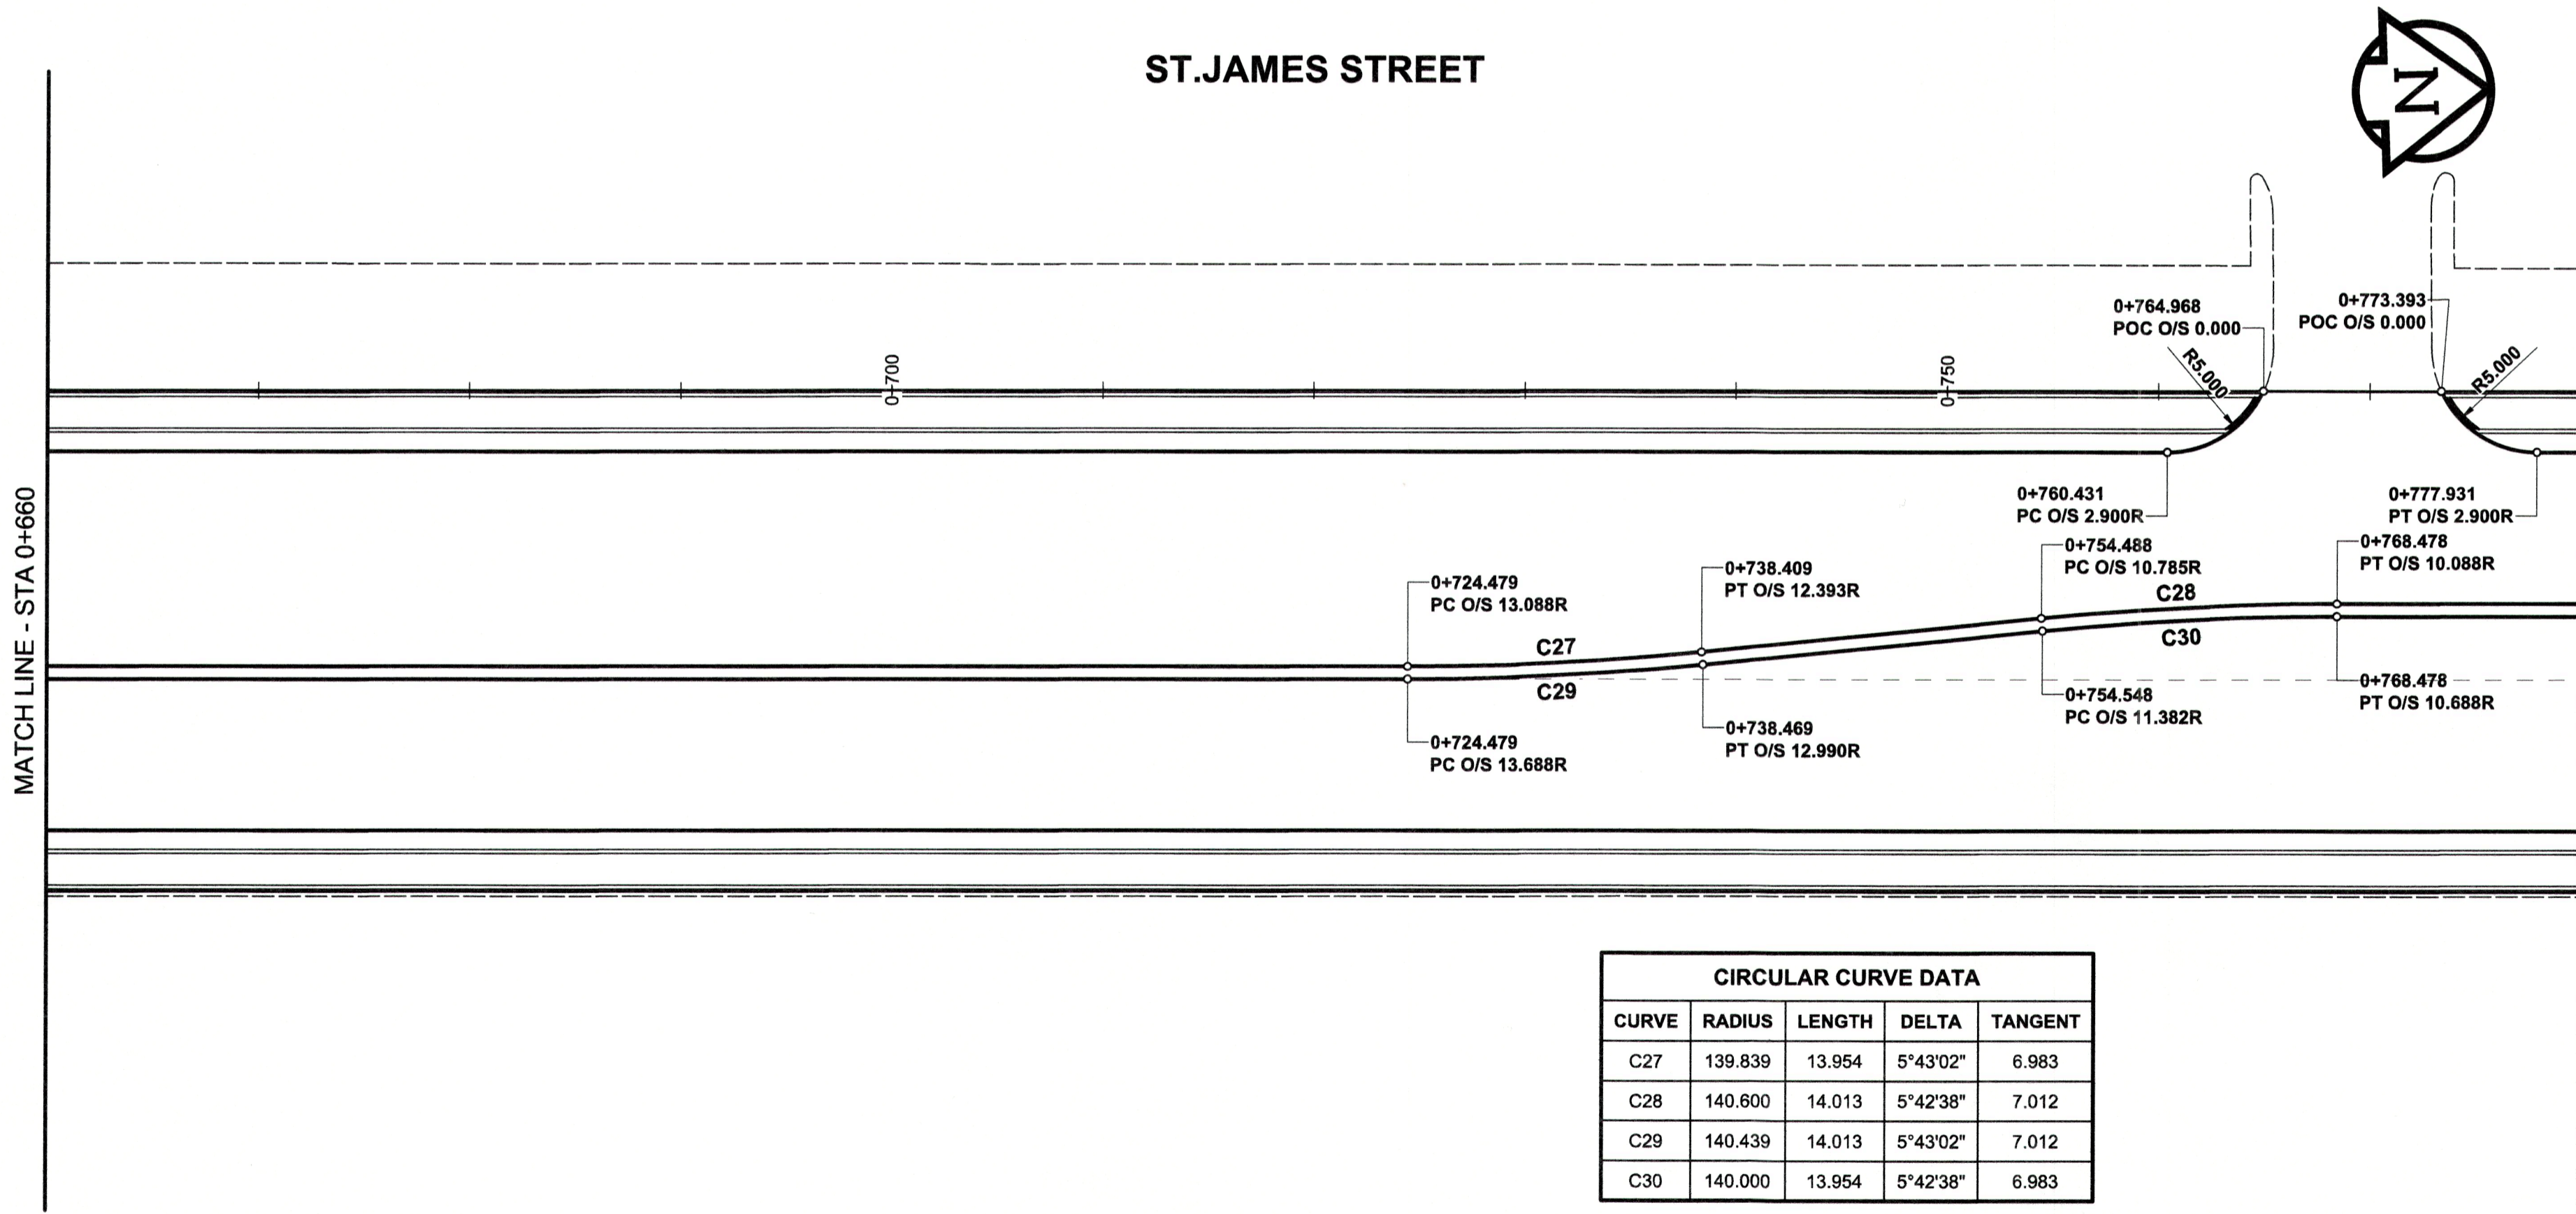 ST.JAMES STREET
N
MATCH LINE - STA 0+660
0+700
0+750
0+764.968
POC O/S 0.000
0+773.393
POC O/S 0.000
R5.000
R5.000
0+760.431
PC O/S 2.900R
0+777.931
PT O/S 2.900R
0+724.479
PC O/S 13.088R
0+738.409
PT O/S 12.393R
0+754.488
PC O/S 10.785R
0+768.478
PT O/S 10.088R
C27
C28
C29
C30
0+724.479
PC O/S 13.688R
0+738.469
PT O/S 12.990R
0+754.548
PC O/S 11.382R
0+768.478
PT O/S 10.688R
CIRCULAR CURVE DATA
CURVE RADIUS LENGTH DELTA TANGENT
C27 139.839 13.954 5°43'02" 6.983
C28 140.600 14.013 5°42'38" 7.012
C29 140.439 14.013 5°43'02" 7.012
C30 140.000 13.954 5°42'38" 6.983